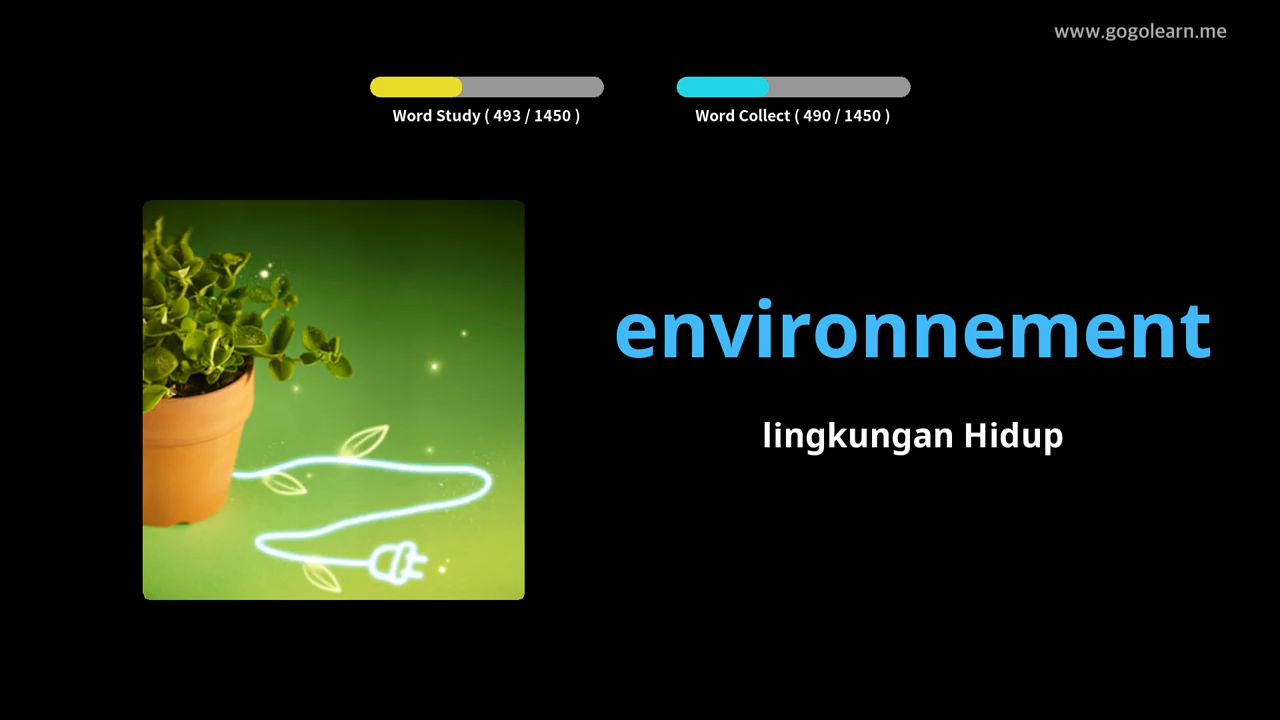 www.gogolearn.me
Word Study ( 493 / 1450 )
Word Collect ( 490 / 1450 )
environnement
lingkungan Hidup